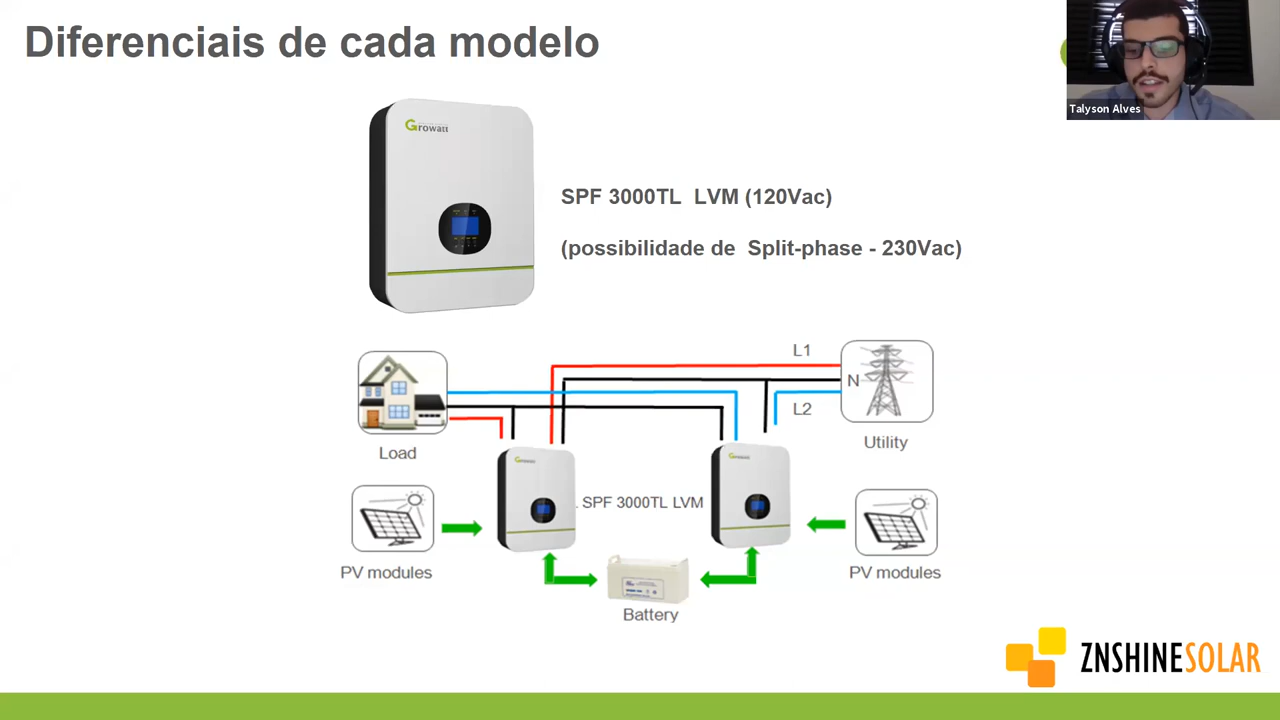 Diferenciais de cada modelo
Talyson Alves
Growatt
SPF 3000TL LVM (120Vac)
(possibilidade de Split-phase - 230Vac)
L1
N
L2
Utility
Load
SPF 3000TL LVM
PV modules
PV modules
Battery
ZNSHINESOLAR